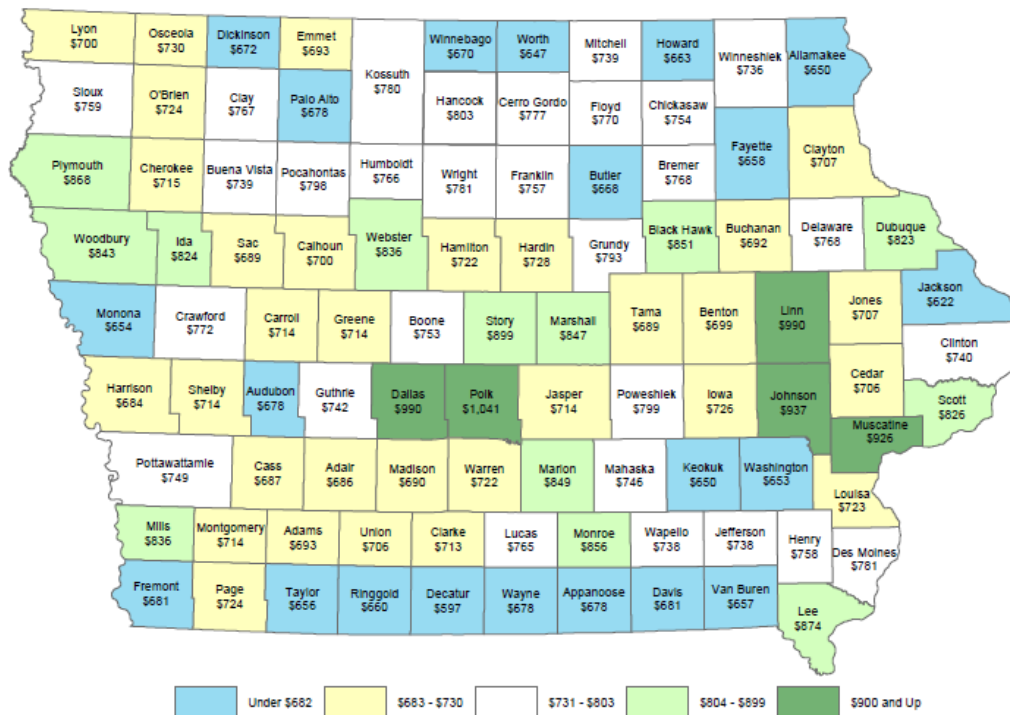 Lyon
$700
Osceola
$730
Dickinson
$672
Emmet
$693
Kossuth
$780
Winnebago
$670
Worth
$647
Mitchell
$739
Howard
$663
Winneshiek
$736
Allamakee
$650
Sioux
$759
O'Brien
$724
Clay
$767
Palo Alto
$678
Hancock
$803
Cerro Gordo
$777
Floyd
$770
Chickasaw
$754
Plymouth
$868
Cherokee
$715
Buena Vista
$739
Pocahontas
$798
Humboldt
$766
Wright
$781
Franklin
$757
Butler
$668
Bremer
$768
Fayette
$658
Clayton
$707
Woodbury
$843
Ida
$824
Sac
$689
Calhoun
$700
Webster
$836
Hamilton
$722
Hardin
$728
Grundy
$793
Black Hawk
$851
Buchanan
$692
Delaware
$768
Dubuque
$823
Monona
$654
Crawford
$772
Carroll
$714
Greene
$714
Boone
$753
Story
$899
Marshall
$847
Tama
$689
Benton
$699
Linn
$990
Jones
$707
Jackson
$622
Clinton
$740
Harrison
$684
Shelby
$714
Audubon
$678
Guthrie
$742
Dallas
$990
Polk
$1,041
Jasper
$714
Poweshiek
$799
Iowa
$726
Johnson
$937
Cedar
$706
Scott
$826
Muscatine
$926
Pottawattamie
$749
Cass
$687
Adair
$686
Madison
$690
Warren
$722
Marion
$849
Mahaska
$746
Keokuk
$650
Washington
$653
Louisa
$723
Mills
$836
Montgomery
$714
Adams
$693
Union
$706
Clarke
$713
Lucas
$765
Monroe
$856
Wapello
$738
Jefferson
$738
Henry
$758
Des Moines
$781
Fremont
$681
Page
$724
Taylor
$656
Ringgold
$660
Decatur
$597
Wayne
$678
Appanoose
$678
Davis
$681
Van Buren
$657
Lee
$874
Under $682
$683 - $730
$731 - $803
$804 - $899
$900 and Up